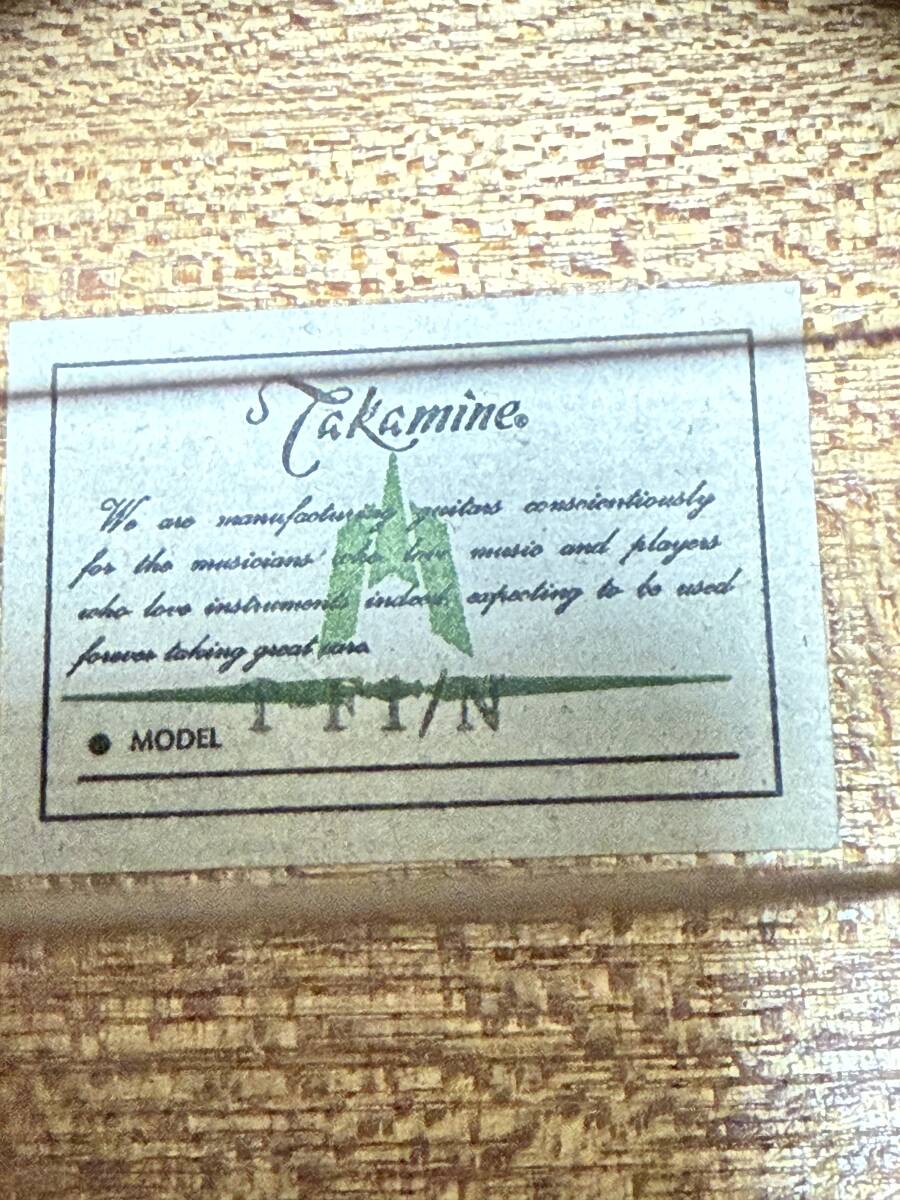 Takamine®
We are manufacturing guitars conscientiously
for the musicians' who love music and players
who love instruments indeed, expecting to be used
forever taking great care
● MODEL T F1/N